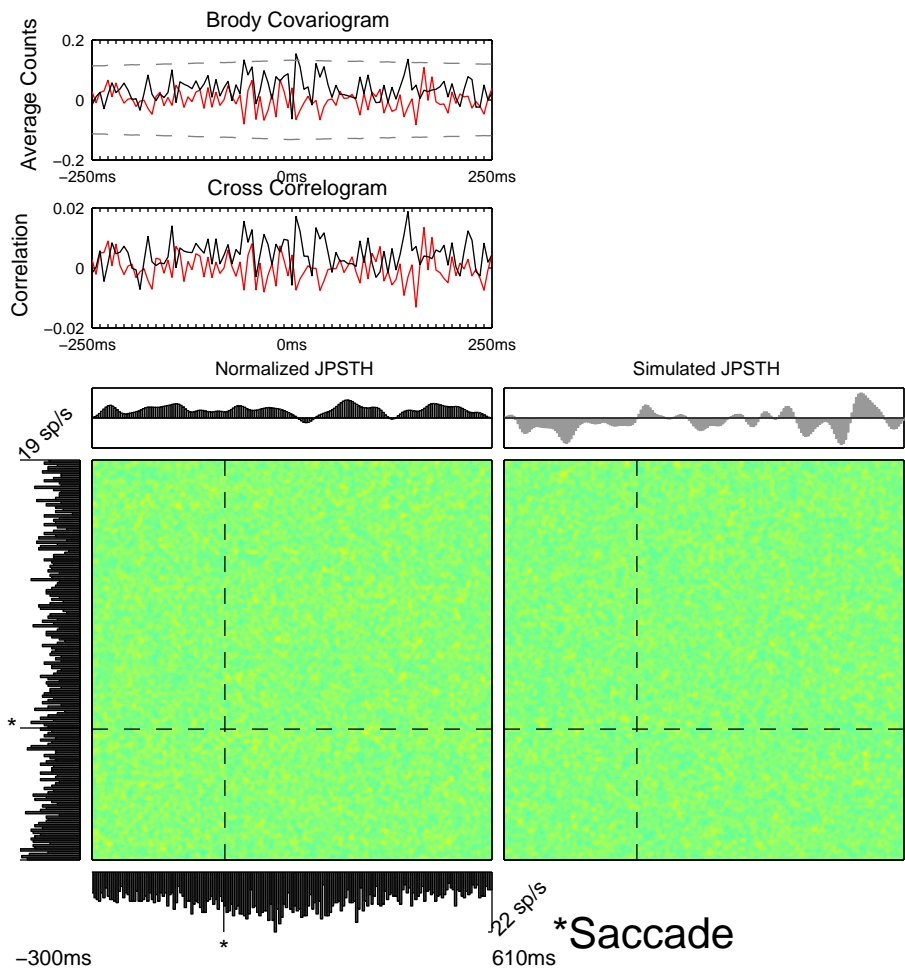 Brody Covariogram
Average Counts
0.2
0
−0.2
−250ms
0ms
250ms
Cross Correlogram
Correlation
0.02
0
−0.02
−250ms
0ms
250ms
Normalized JPSTH
Simulated JPSTH
19 sp/s
*
*
22 sp/s
*Saccade
−300ms
610ms